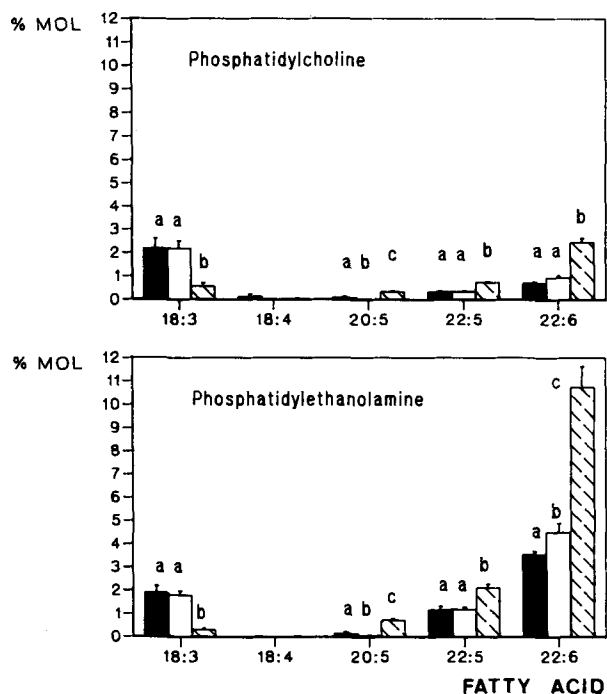 % MOL
12
Phosphatidylcholine
11
10
9
8
7
6
5
4
3
2
1
0
a a b
a b c
a a b
a a b
18:3 18:4 20:5 22:5 22:6
% MOL
12
Phosphatidylethanolamine
11
10
9
8
7
6
5
4
3
2
1
0
a a b
a b c
a a b
a b c
18:3 18:4 20:5 22:5 22:6
FATTY ACID